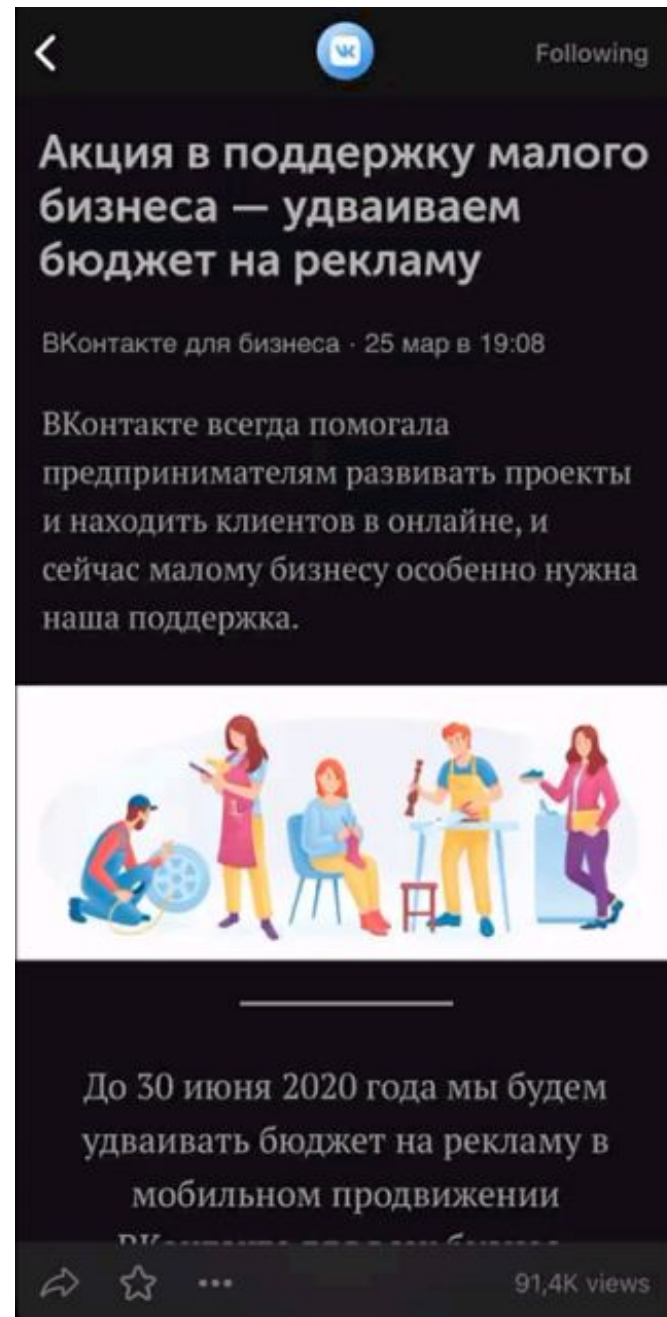 Following
Акция в поддержку малого
бизнеса — удваиваем
бюджет на рекламу
ВКонтакте для бизнеса · 25 мар в 19:08
ВКонтакте всегда помогала
предпринимателям развивать проекты
и находить клиентов в онлайне, и
сейчас малому бизнесу особенно нужна
наша поддержка.
До 30 июня 2020 года мы будем
удваивать бюджет на рекламу в
мобильном продвижении
91,4K views